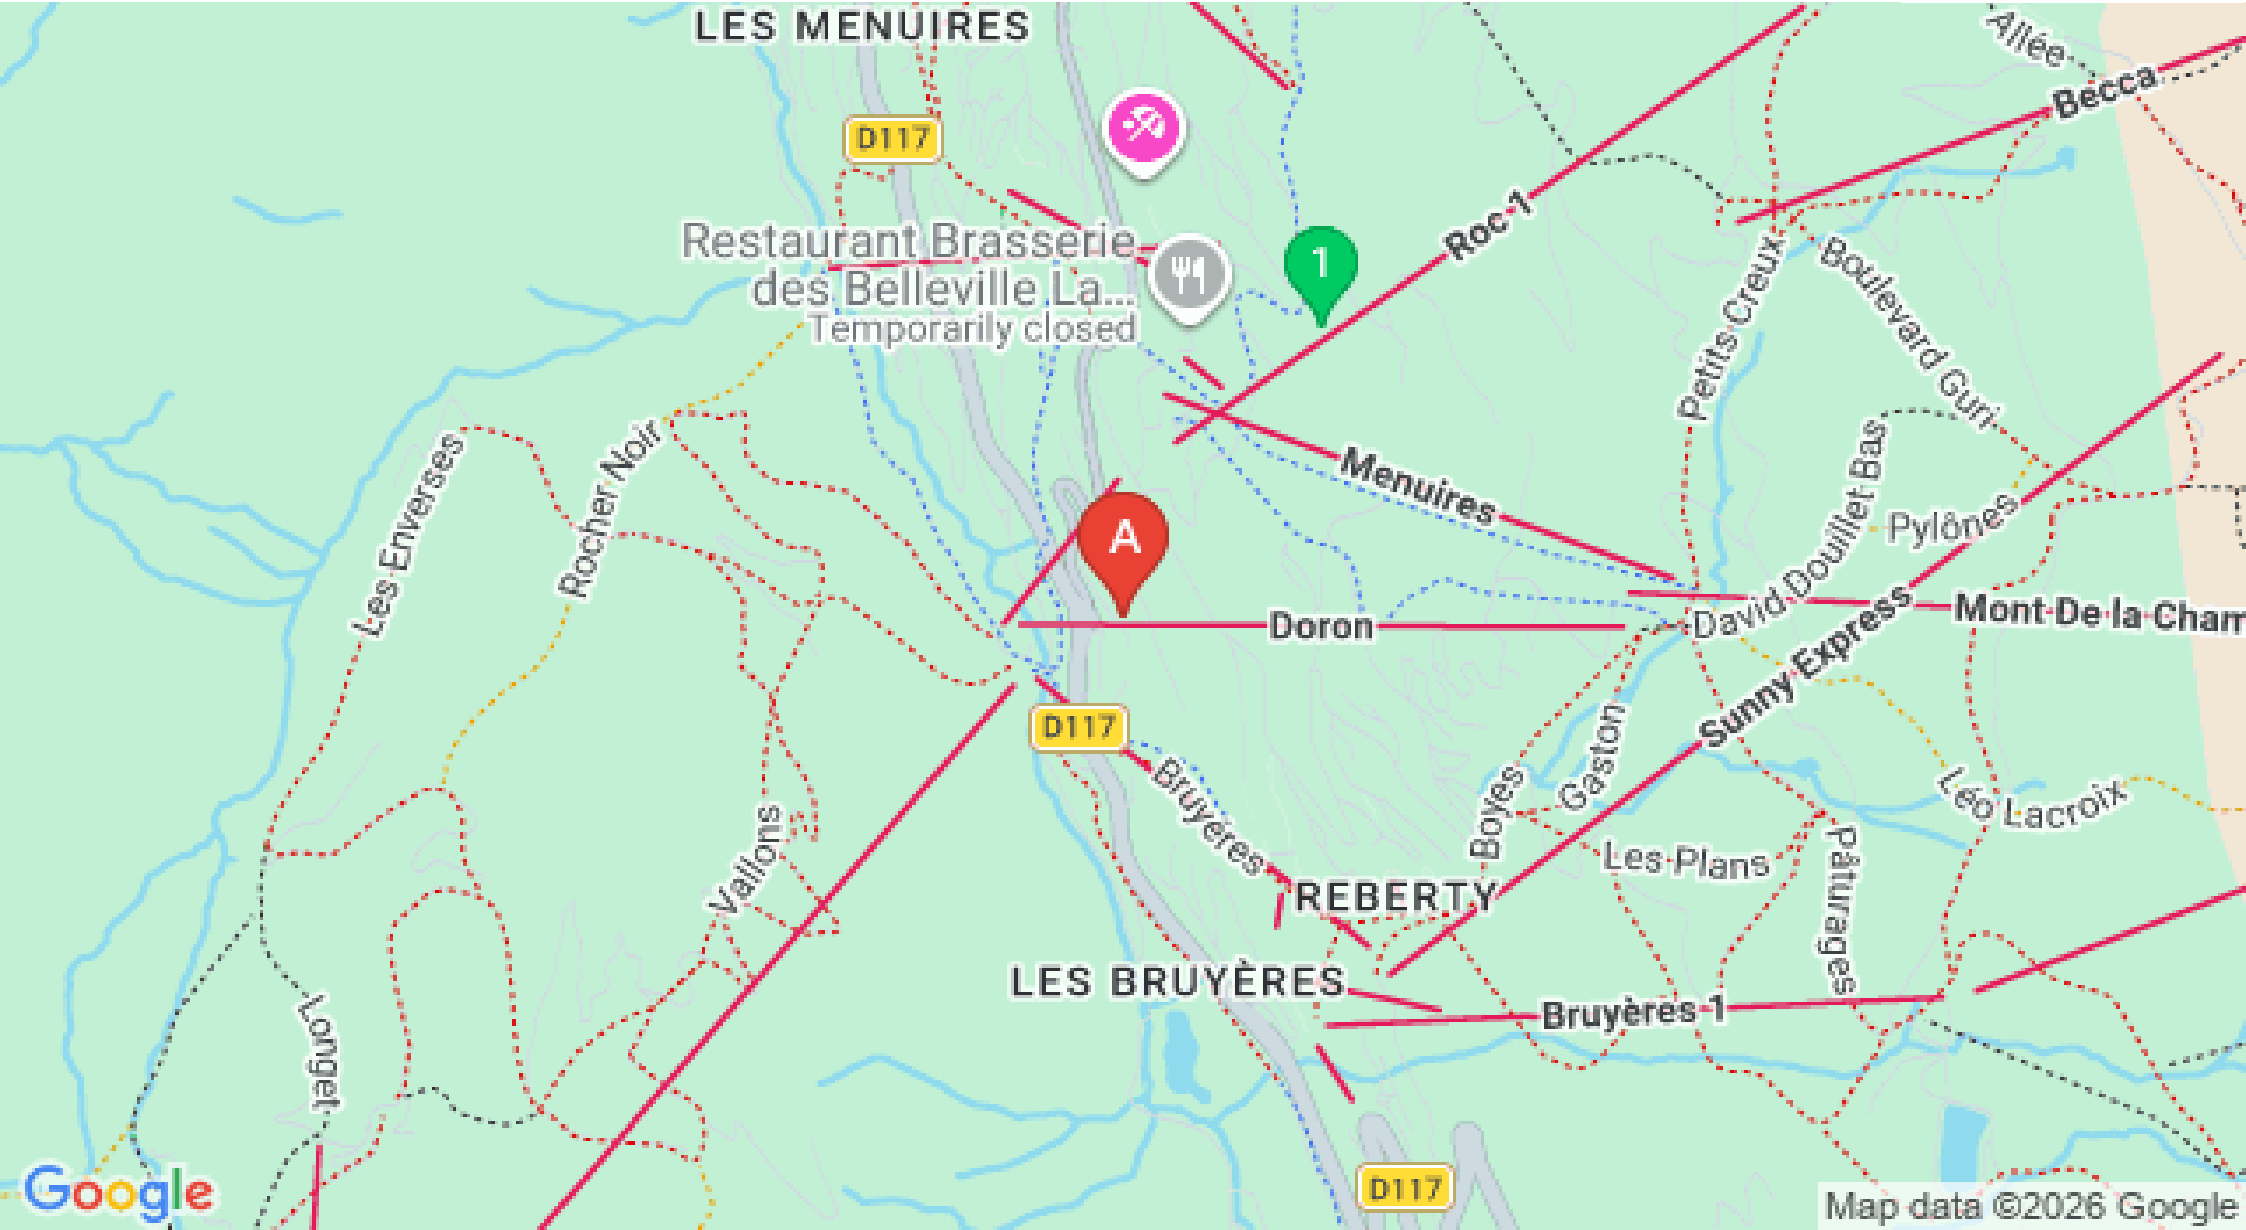 LES MENUIRES
Allée
Becca
D117
Roc 1
Restaurant Brasserie
des Belleville La...
Temporarily closed
1
Petits Creux
Boulevard Guri
Les Enverses
Rocher Noir
Menuires
David Douillet Bas
Pylônes
A
Doron
Mont De la Cham
Sunny Express
D117
Bruyères
Gaston
Boyes
Léo Lacroix
Les Plans
Vallons
Pâturages
REBERTY
LES BRUYÈRES
Bruyères 1
Longet
D117
Google
Map data ©2026 Google